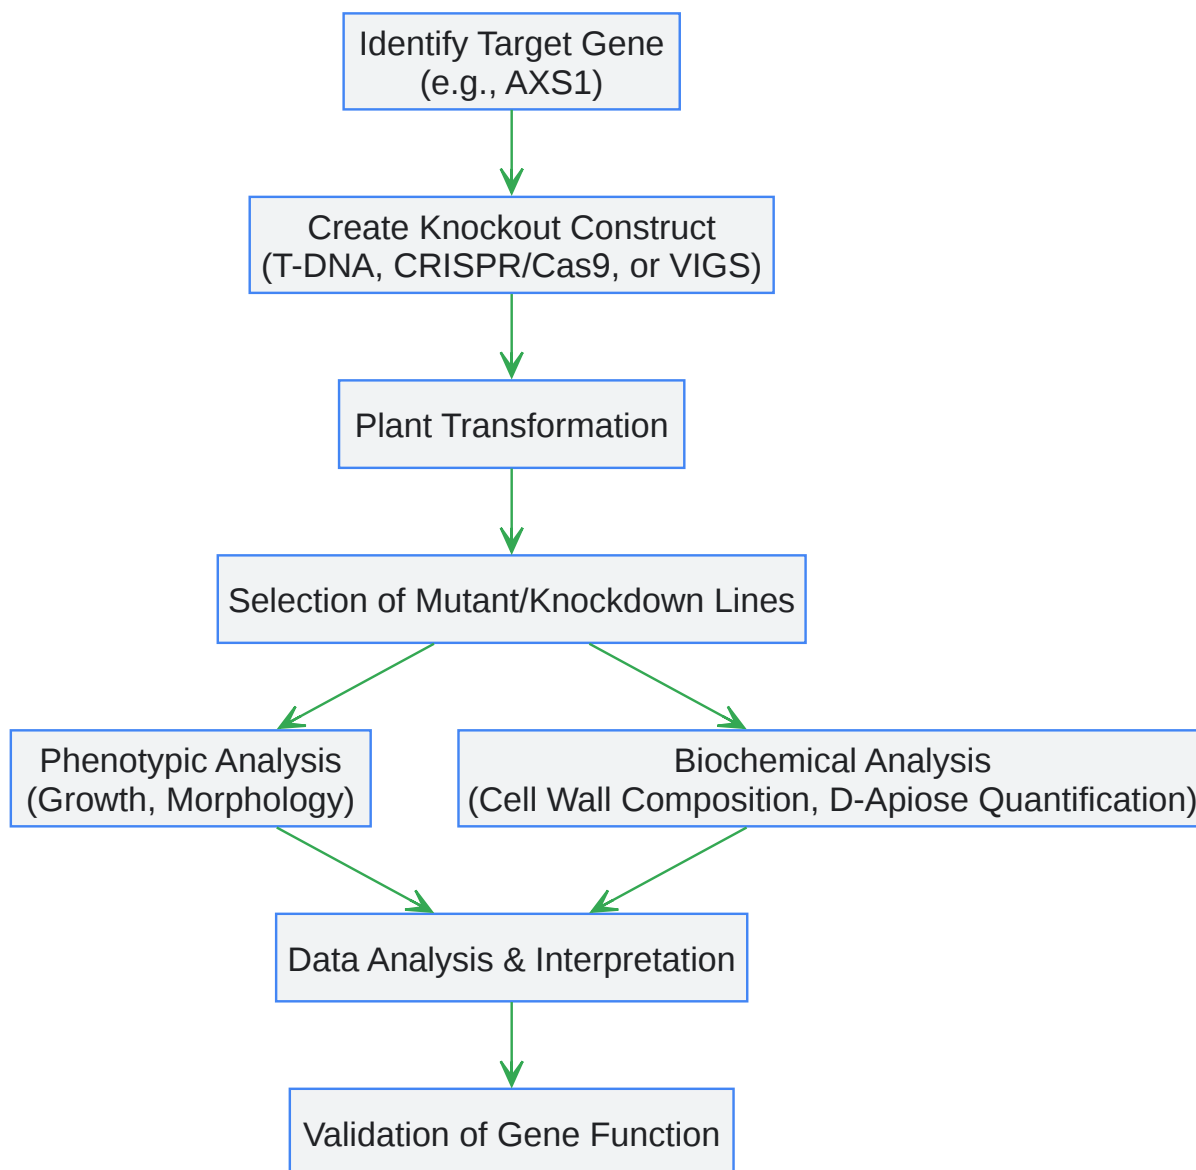 Identify Target Gene
(e.g., AXS1)
Create Knockout Construct
(T-DNA, CRISPR/Cas9, or VIGS)
Plant Transformation
Selection of Mutant/Knockdown Lines
Phenotypic Analysis
(Growth, Morphology)
Biochemical Analysis
(Cell Wall Composition, D-Apiose Quantification)
Data Analysis & Interpretation
Validation of Gene Function